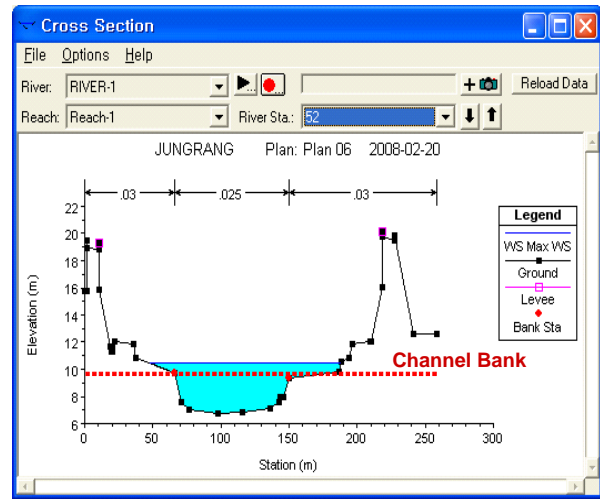 Cross Section
File Options Help
River: RIVER-1 Reload Data
Reach: Reach-1 River Sta.: 52
JUNGRANG Plan: Plan 06 2008-02-20
.03 .025 .03
22
20
18
16
14
12
10
8
6
Elevation (m)
0 50 100 150 200 250 300
Station (m)
Channel Bank
Legend
WS Max WS
Ground
Levee
Bank Sta